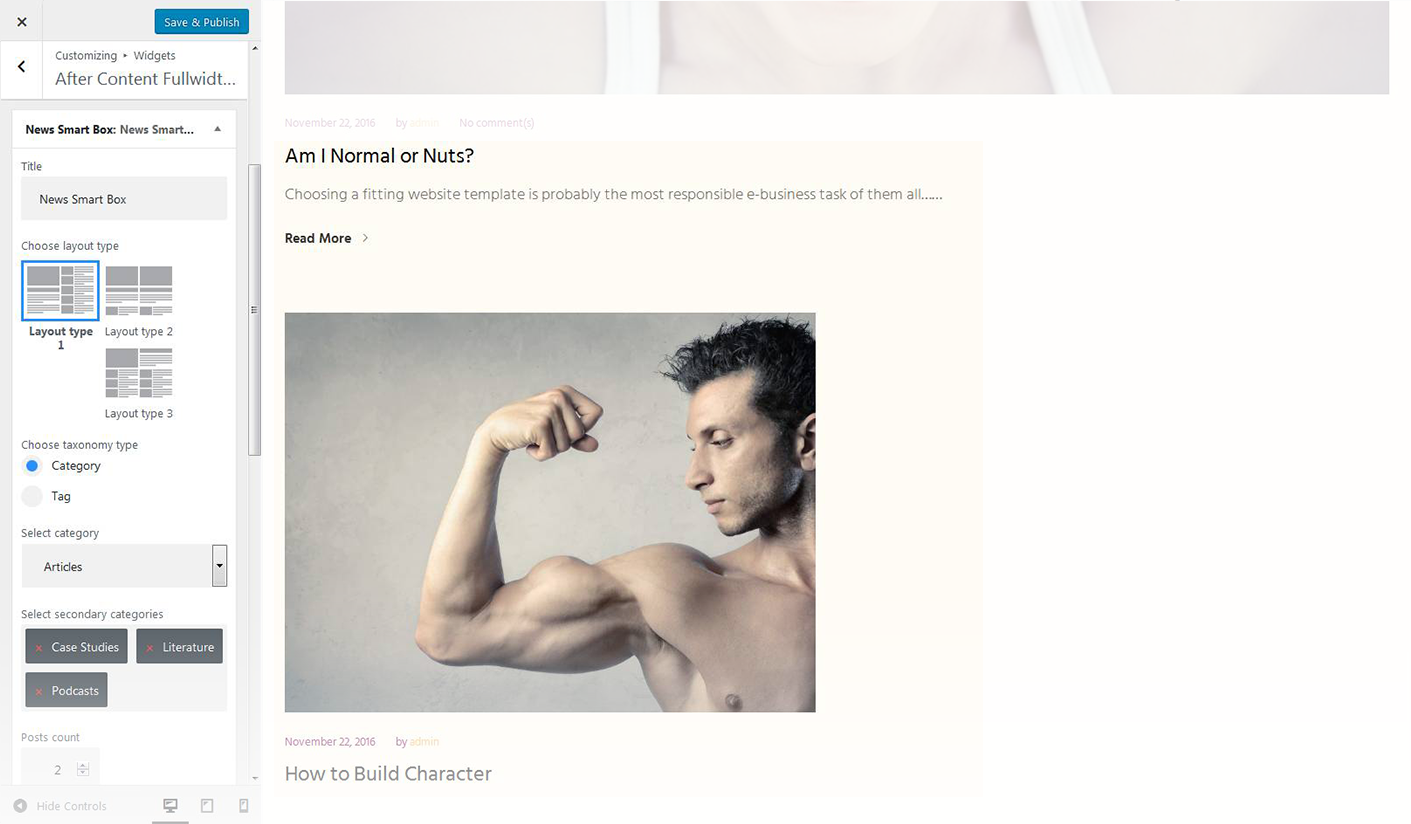 Save & Publish
Customizing ▸ Widgets
After Content Fullwidt...
News Smart Box: News Smart...
Title
News Smart Box
Choose layout type
Layout type 1
Layout type 2
Layout type 3
Choose taxonomy type
Category
Tag
Select category
Articles
Select secondary categories
× Case Studies
× Literature
× Podcasts
Posts count
2
Hide Controls
November 22, 2016 by admin No comment(s)
Am I Normal or Nuts?
Choosing a fitting website template is probably the most responsible e-business task of them all......
Read More
November 22, 2016 by admin
How to Build Character